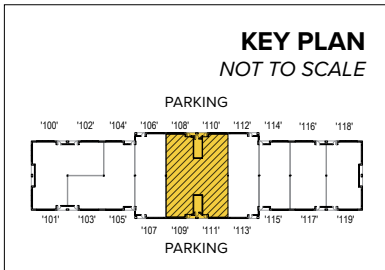 KEY PLAN
NOT TO SCALE
PARKING
'100' '102' '104' '106' '108' '110' '112' '114' '116' '118'
'101' '103' '105' '107 '109' '111' '113' '115' '117' '119'
PARKING